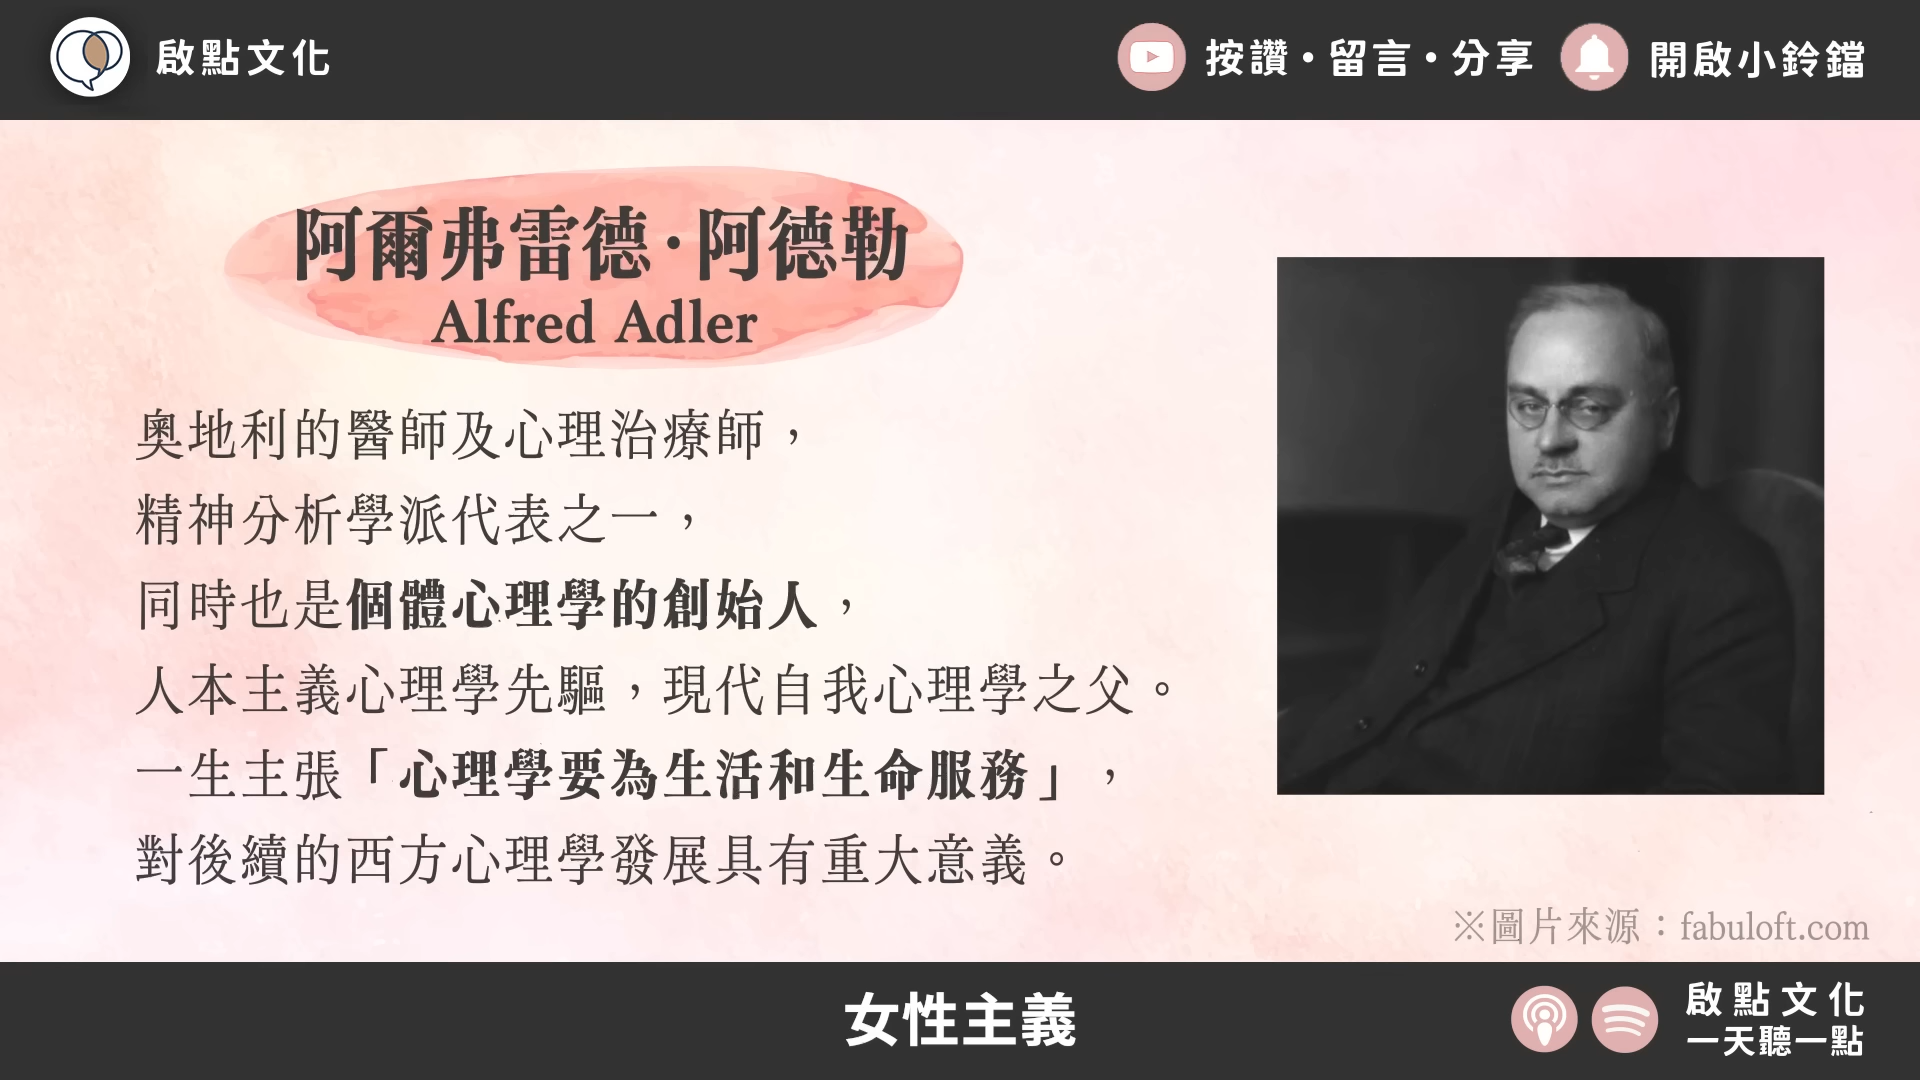 啟點文化
按讚・留言・分享
開啟小鈴鐺
阿爾弗雷德・阿德勒
Alfred Adler
奧地利的醫師及心理治療師，
精神分析學派代表之一，
同時也是個體心理學的創始人，
人本主義心理學先驅，現代自我心理學之父。
一生主張「心理學要為生活和生命服務」，
對後續的西方心理學發展具有重大意義。
※圖片來源：fabuloft.com
女性主義
啟點文化
一天聽一點